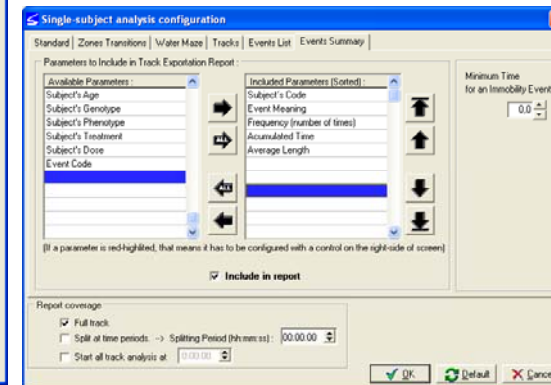 Single-subject analysis configuration
Standard Zones Transitions Water Maze Tracks Events List Events Summary
Parameters to Include in Track Exportation Report :
Available Parameters :
Subject's Age
Subject's Genotype
Subject's Phenotype
Subject's Treatment
Subject's Dose
Event Code
ALL
Included Parameters (Sorted) :
Subject's Code
Event Meaning
Frequency (number of times)
Acumulated Time
Average Length
Minimum Time
for an Immobility Event
0.0
(If a parameter is red-highlited, that means it has to be configured with a control on the right-side of screen)
Include in report
Report coverage
Full track
Split at time periods. -> Splitting Period (hh:mm:ss) : 00:00:00
Start all track analysis at 0:00:00
OK Default Cance